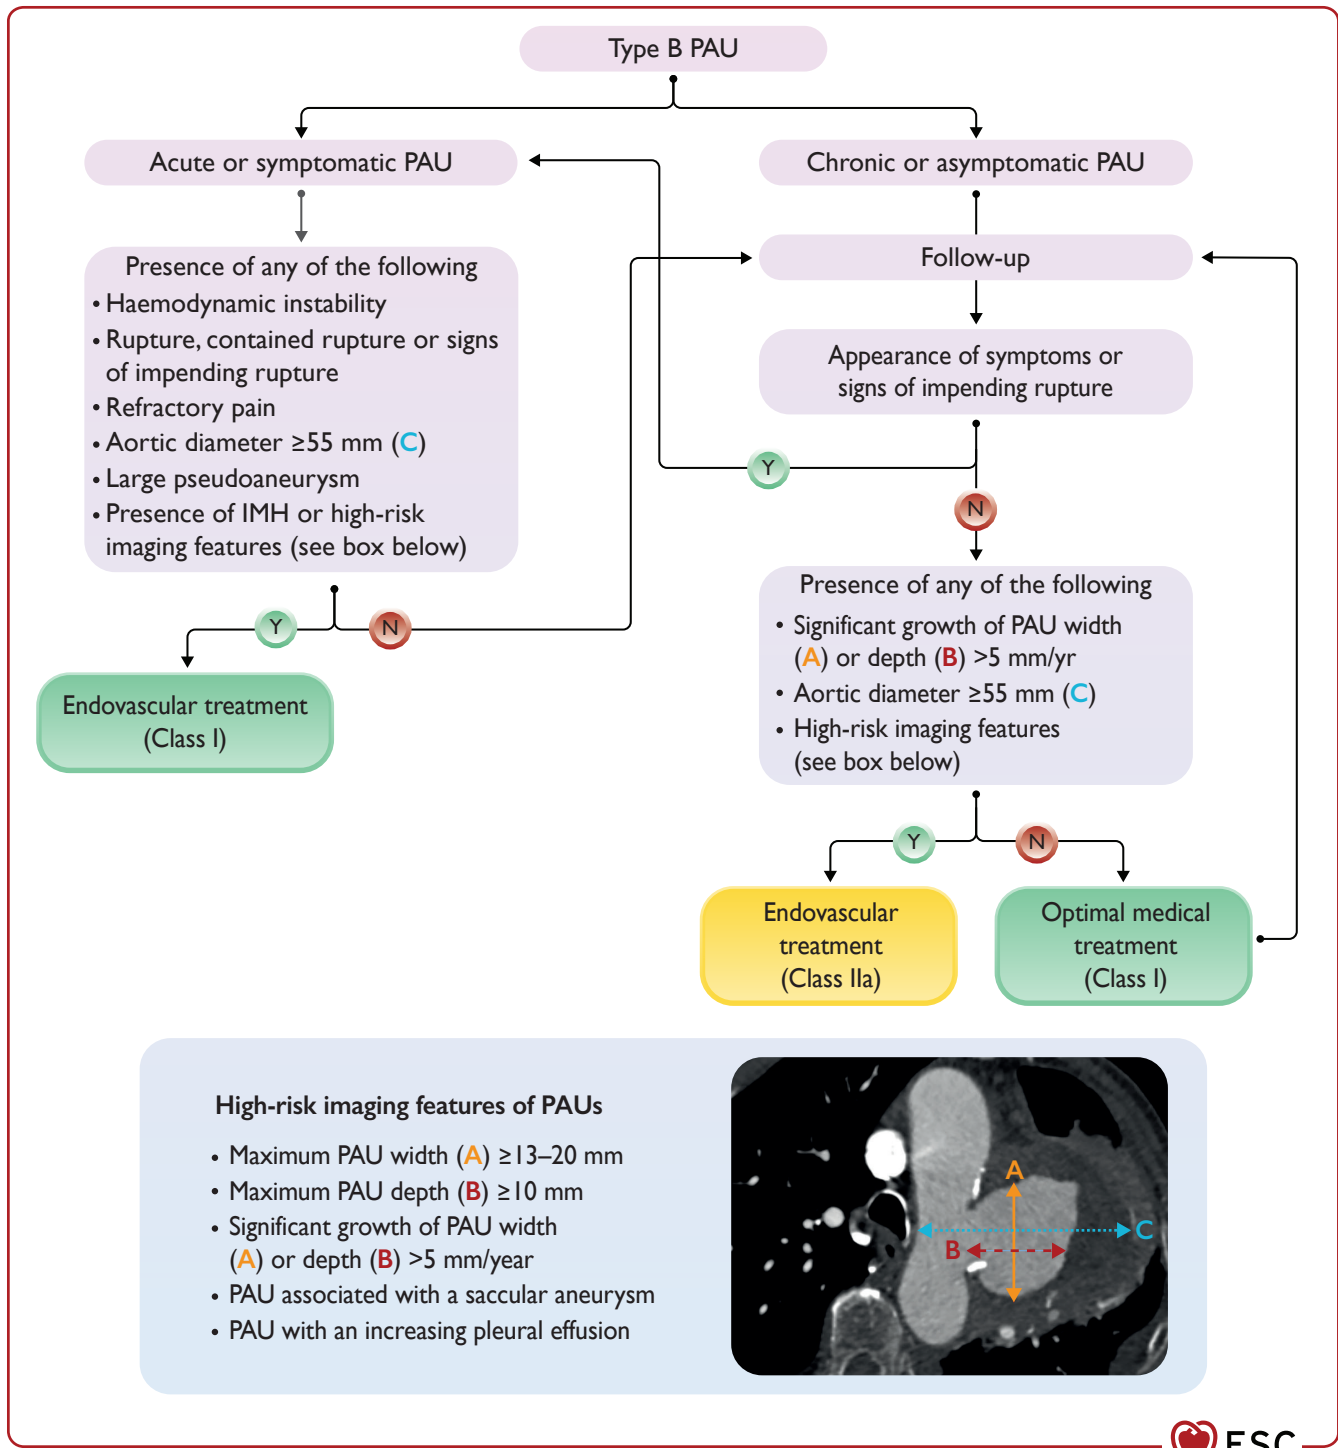 Type B PAU
Acute or symptomatic PAU
Chronic or asymptomatic PAU
Presence of any of the following
• Haemodynamic instability
• Rupture, contained rupture or signs
of impending rupture
• Refractory pain
• Aortic diameter ≥55 mm (C)
• Large pseudoaneurysm
• Presence of IMH or high-risk
imaging features (see box below)
Y
N
Endovascular treatment
(Class I)
Follow-up
Appearance of symptoms or
signs of impending rupture
Y
N
Presence of any of the following
• Significant growth of PAU width
(A) or depth (B) >5 mm/yr
• Aortic diameter ≥55 mm (C)
• High-risk imaging features
(see box below)
Y
N
Endovascular
treatment
(Class IIa)
Optimal medical
treatment
(Class I)
High-risk imaging features of PAUs
• Maximum PAU width (A) ≥13–20 mm
• Maximum PAU depth (B) ≥10 mm
• Significant growth of PAU width
(A) or depth (B) >5 mm/year
• PAU associated with a saccular aneurysm
• PAU with an increasing pleural effusion
A
C
B
ESC